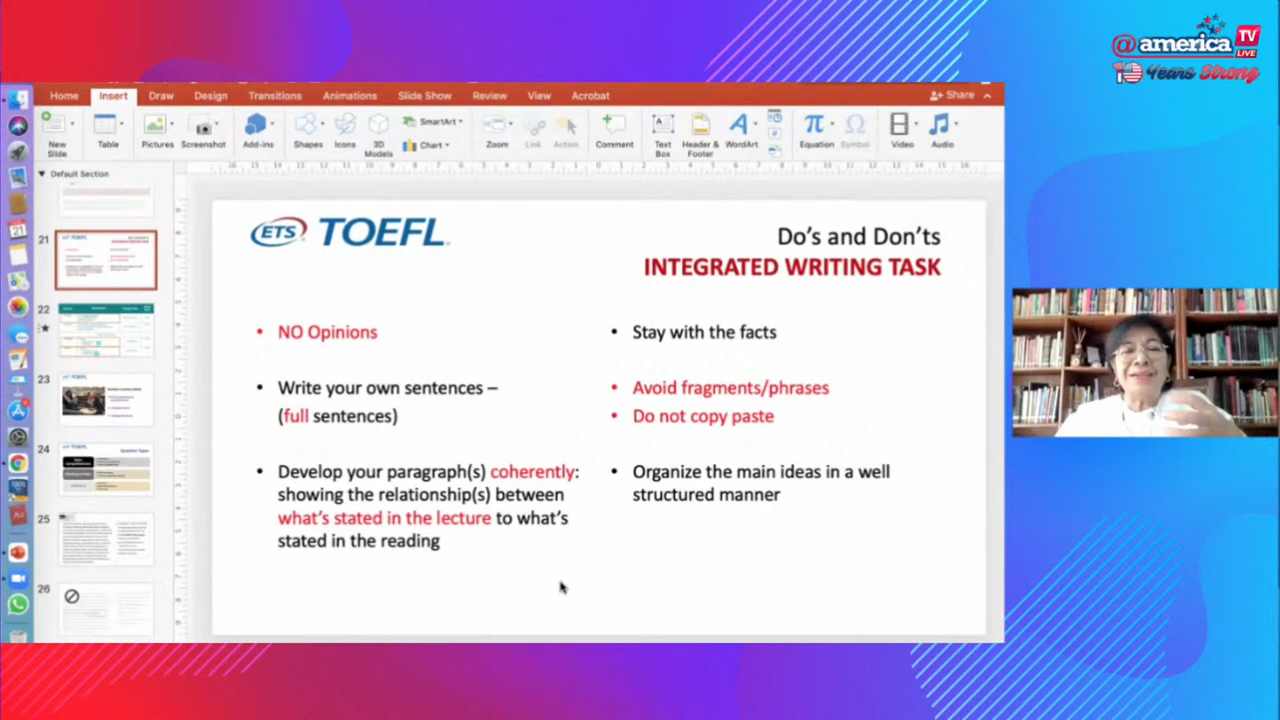 @america TV
LIVE
10 Years Strong
Home Insert Draw Design Transitions Animations Slide Show Review View Acrobat Share
New
Slide
Table
Pictures
Screenshot
Add-ins
Shapes
Icons
3D
Models
SmartArt
Chart
Zoom
Link
Action
Comment
Text
Box
Header &
Footer
WordArt
Equation
Symbol
Video
Audio
Default Section
21
22
23
24
25
26
ETS TOEFL
Do's and Don'ts
INTEGRATED WRITING TASK
• NO Opinions
• Write your own sentences –
(full sentences)
• Develop your paragraph(s) coherently:
showing the relationship(s) between
what's stated in the lecture to what's
stated in the reading
• Stay with the facts
• Avoid fragments/phrases
• Do not copy paste
• Organize the main ideas in a well
structured manner